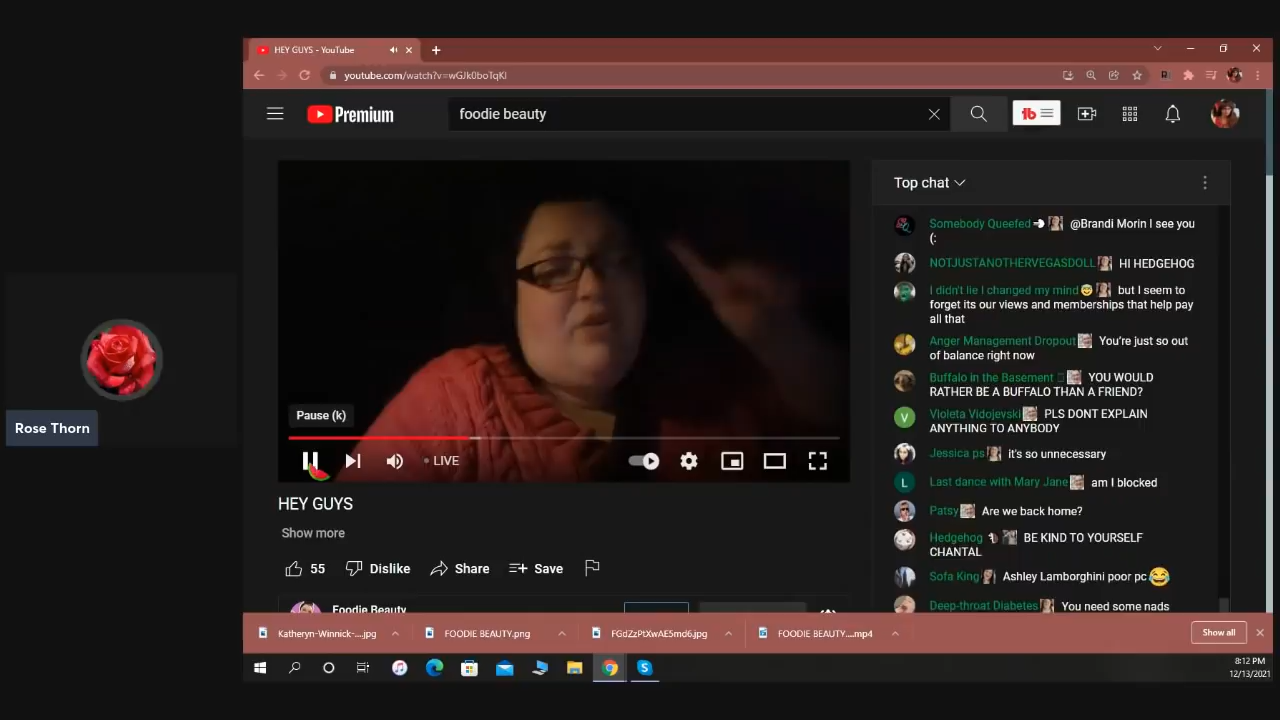 HEY GUYS - YouTube
youtube.com/watch?v=wGJk0boTqKI
Premium
foodie beauty
Top chat
Somebody Queefed @Brandi Morin I see you
(:
NOTJUSTANOTHERVEGASDOLL HI HEDGEHOG
I didn't lie I changed my mind but I seem to
forget its our views and memberships that help pay
all that
Anger Management Dropout You're just so out
of balance right now
Buffalo in the Basement YOU WOULD
RATHER BE A BUFFALO THAN A FRIEND?
Violeta Vidojevski PLS DONT EXPLAIN
ANYTHING TO ANYBODY
Jessica ps it's so unnecessary
Last dance with Mary Jane am I blocked
Patsy Are we back home?
Hedgehog BE KIND TO YOURSELF
CHANTAL
Sofa King Ashley Lamborghini poor pc
Deep-throat Diabetes You need some nads
Pause (k)
LIVE
HEY GUYS
Show more
55 Dislike Share Save
Foodie Beauty
Rose Thorn
Katheryn-Winnick-....jpg
FOODIE BEAUTY.png
FGdZzPtXwAE5md6.jpg
FOODIE BEAUTY....mp4
Show all
8:12 PM
12/13/2021